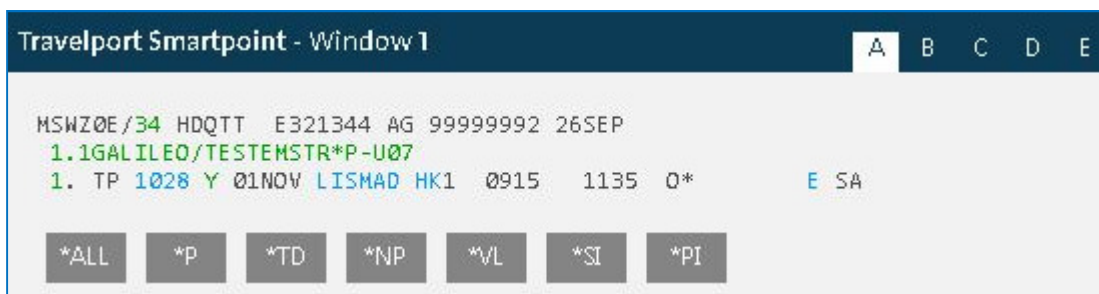 Travelport Smartpoint - Window 1 A B C D E
MSWZ0E/34 HDQTT E321344 AG 99999992 26SEP
1.1GALILEO/TESTEMSTR*P-U07
1. TP 1028 Y 01NOV LISMAD HK1 0915 1135 O* E SA
*ALL *P *TD *NP *VL *SI *PI